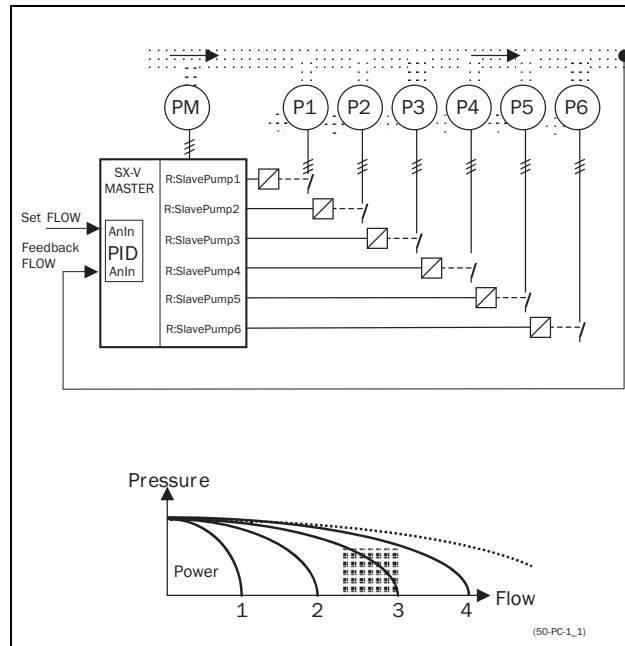 PM
P1 P2 P3 P4 P5 P6
SX-V
MASTER
R:SlavePump1
R:SlavePump2
R:SlavePump3
R:SlavePump4
R:SlavePump5
R:SlavePump6
Set FLOW
Feedback
FLOW
AnIn
PID
AnIn
Pressure
Power
1 2 3 4
Flow
(50-PC-1_1)